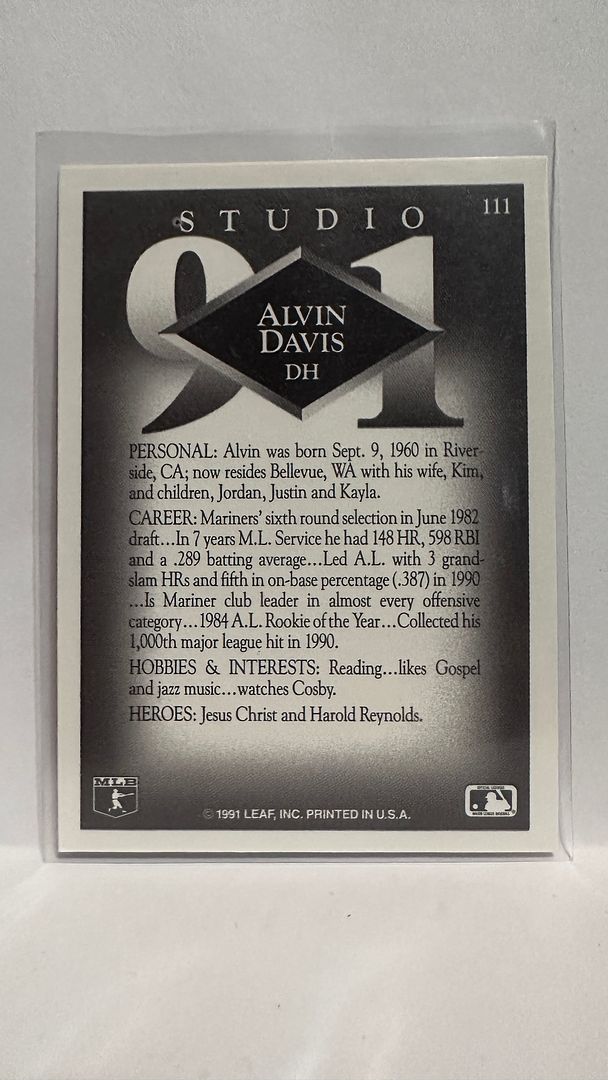 111
STUDIO
91
ALVIN
DAVIS
DH
PERSONAL: Alvin was born Sept. 9, 1960 in River-
side, CA; now resides Bellevue, WA with his wife, Kim,
and children, Jordan, Justin and Kayla.
CAREER: Mariners' sixth round selection in June 1982
draft...In 7 years M.L. Service he had 148 HR, 598 RBI
and a .289 batting average...Led A.L. with 3 grand-
slam HRs and fifth in on-base percentage (.387) in 1990
...Is Mariner club leader in almost every offensive
category...1984 A.L. Rookie of the Year...Collected his
1,000th major league hit in 1990.
HOBBIES & INTERESTS: Reading...likes Gospel
and jazz music...watches Cosby.
HEROES: Jesus Christ and Harold Reynolds.
MLB
© 1991 LEAF, INC. PRINTED IN U.S.A.